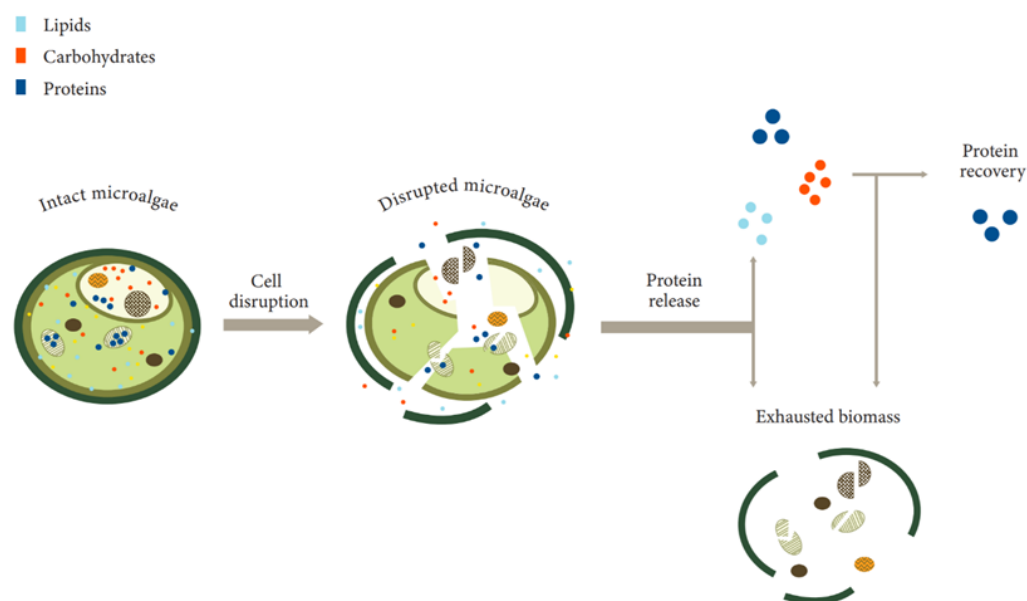 Lipids
Carbohydrates
Proteins
Intact microalgae
Cell
disruption
Disrupted microalgae
Protein
release
Protein
recovery
Exhausted biomass